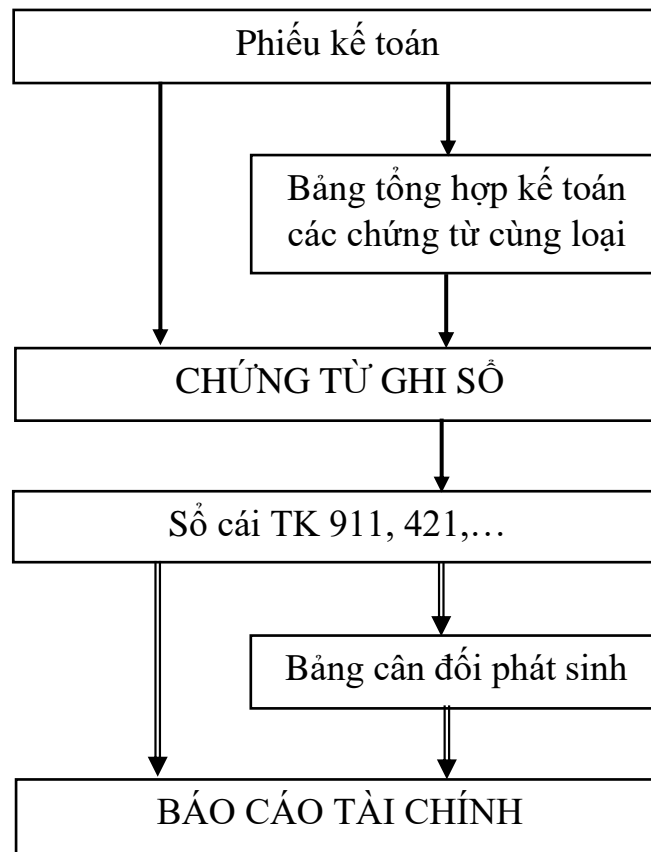 Phiếu kế toán
Bảng tổng hợp kế toán
các chứng từ cùng loại
CHỨNG TỪ GHI SỔ
Sổ cái TK 911, 421,…
Bảng cân đối phát sinh
BÁO CÁO TÀI CHÍNH